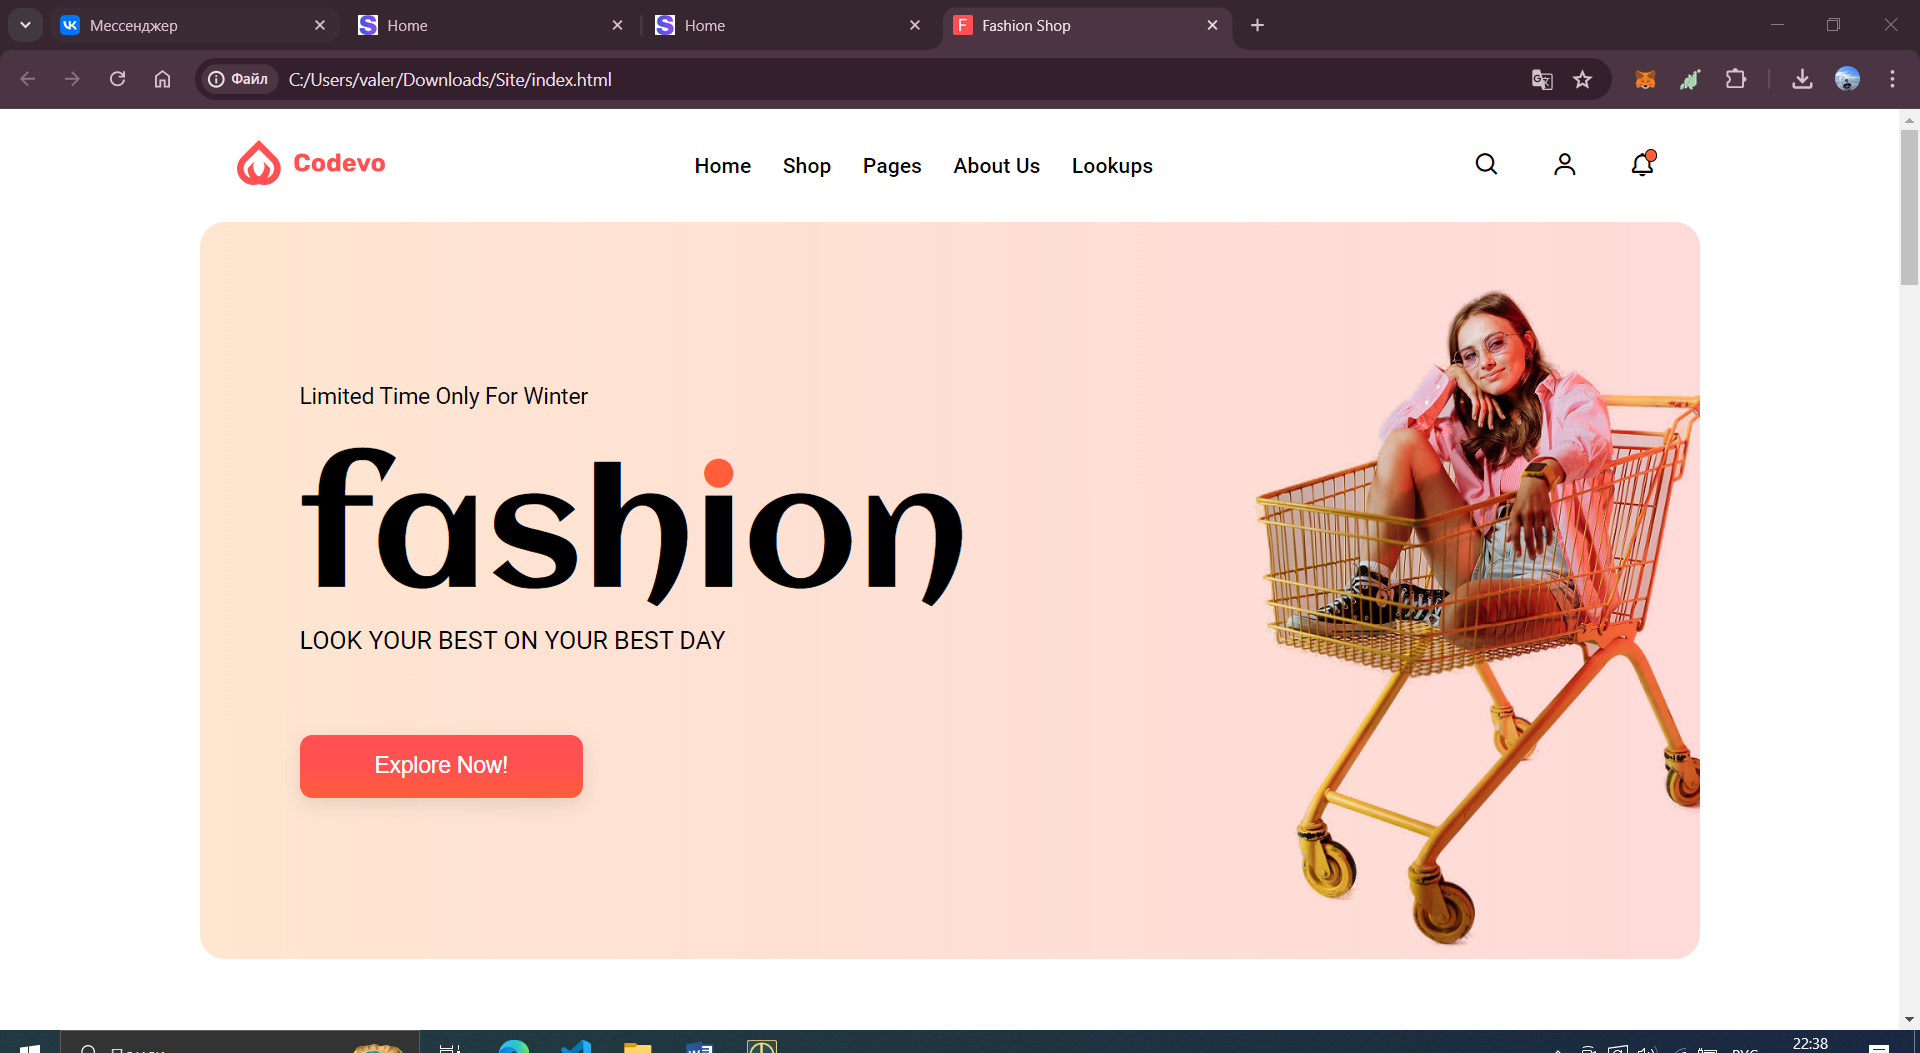 Мессенджер
Home
Home
Fashion Shop
Файл
C:/Users/valer/Downloads/Site/index.html
Codevo
Home
Shop
Pages
About Us
Lookups
Limited Time Only For Winter
fashion
LOOK YOUR BEST ON YOUR BEST DAY
Explore Now!
22:38